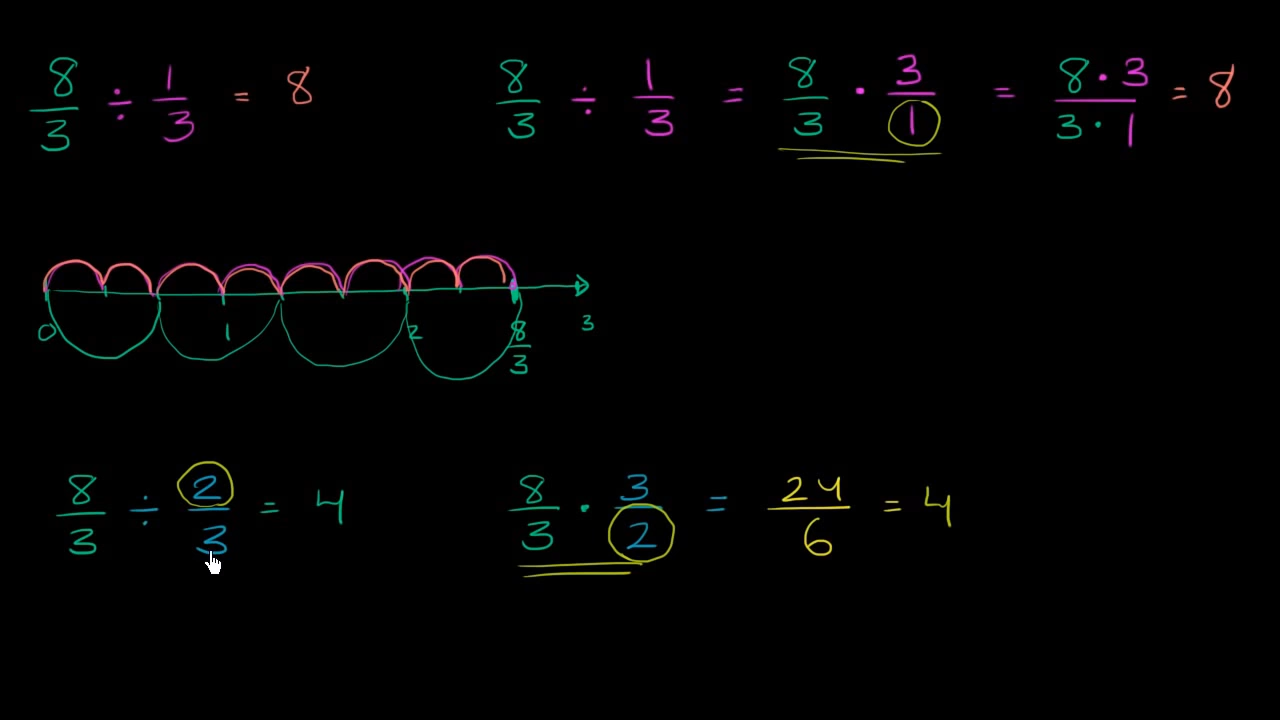 8/3 ÷ 1/3 = 8
8/3 ÷ 1/3 = 8/3 · 3/1 = 8·3/3·1 = 8
0 1 2 8/3 3
8/3 ÷ 2/3 = 4
8/3 · 3/2 = 24/6 = 4